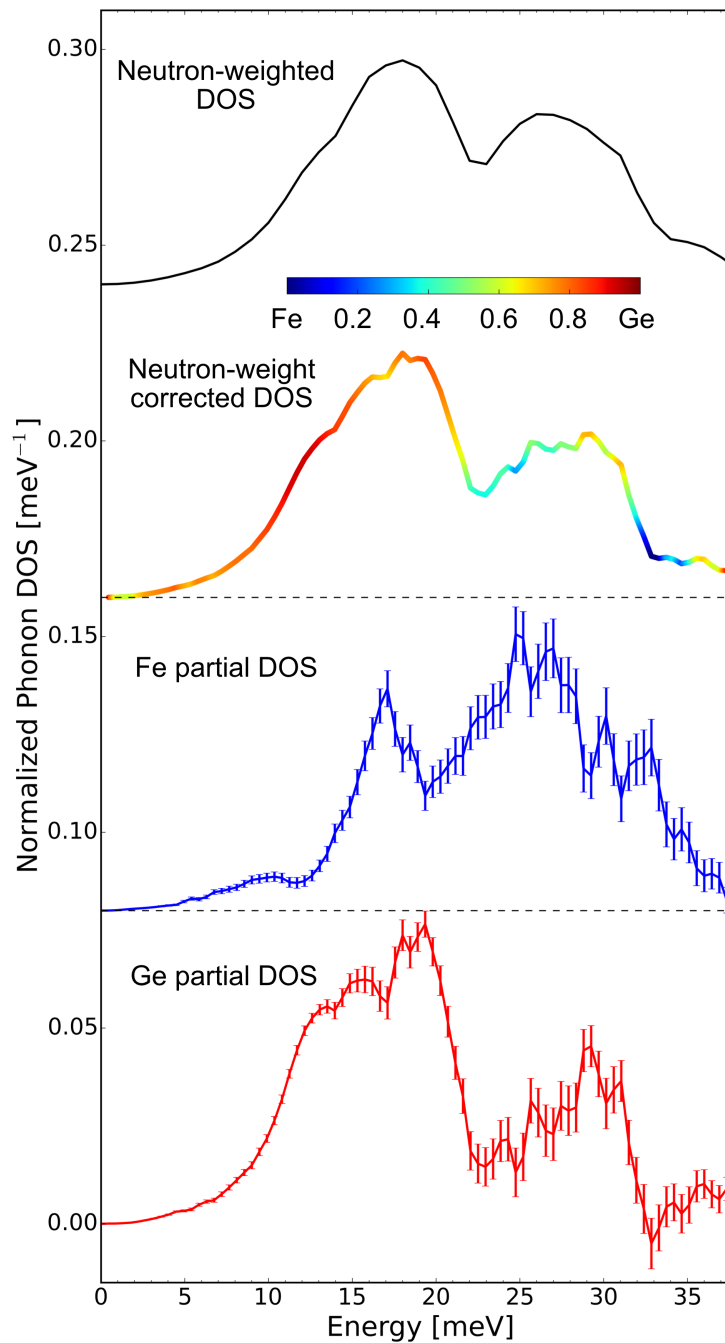 0.30
Neutron-weighted
DOS
0.25
Fe 0.2 0.4 0.6 0.8 Ge
Neutron-weight
corrected DOS
0.20
Normalized Phonon DOS [meV⁻¹]
0.15
Fe partial DOS
0.10
Ge partial DOS
0.05
0.00
0 5 10 15 20 25 30 35
Energy [meV]